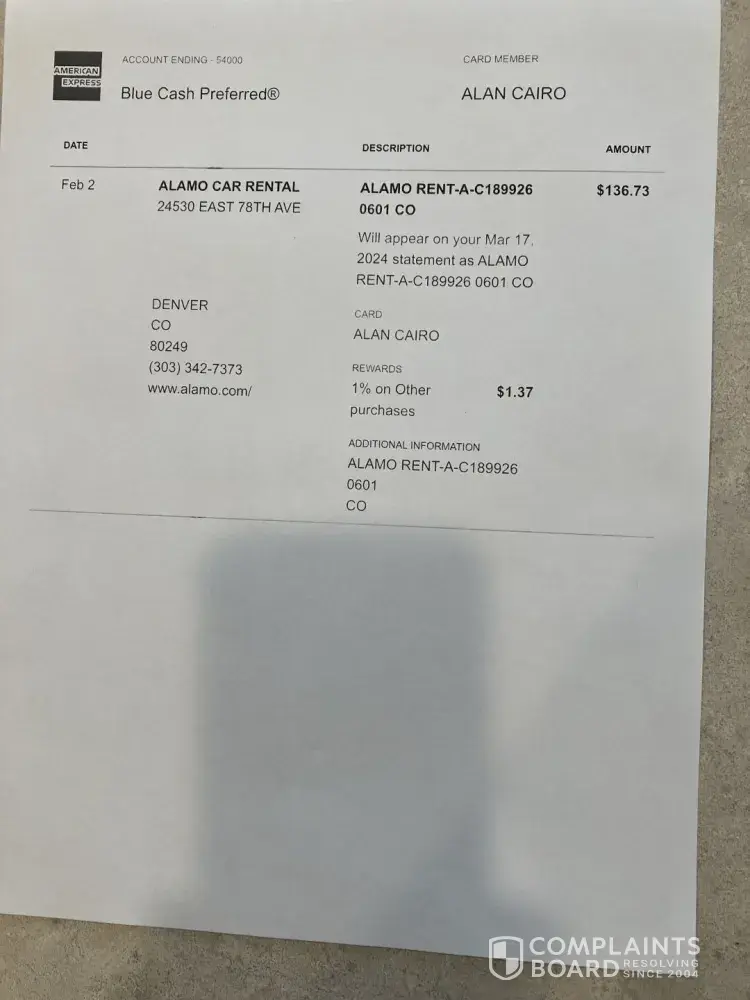 AMERICAN
EXPRESS
ACCOUNT ENDING - 54000
CARD MEMBER
Blue Cash Preferred®
ALAN CAIRO
DATE
DESCRIPTION
AMOUNT
Feb 2
ALAMO CAR RENTAL
ALAMO RENT-A-C189926
$136.73
24530 EAST 78TH AVE
0601 CO
Will appear on your Mar 17,
2024 statement as ALAMO
RENT-A-C189926 0601 CO
DENVER
CO
80249
(303) 342-7373
www.alamo.com/
CARD
ALAN CAIRO
REWARDS
1% on Other
purchases
$1.37
ADDITIONAL INFORMATION
ALAMO RENT-A-C189926
0601
CO
COMPLAINTS
BOARD RESOLVING
SINCE 2004